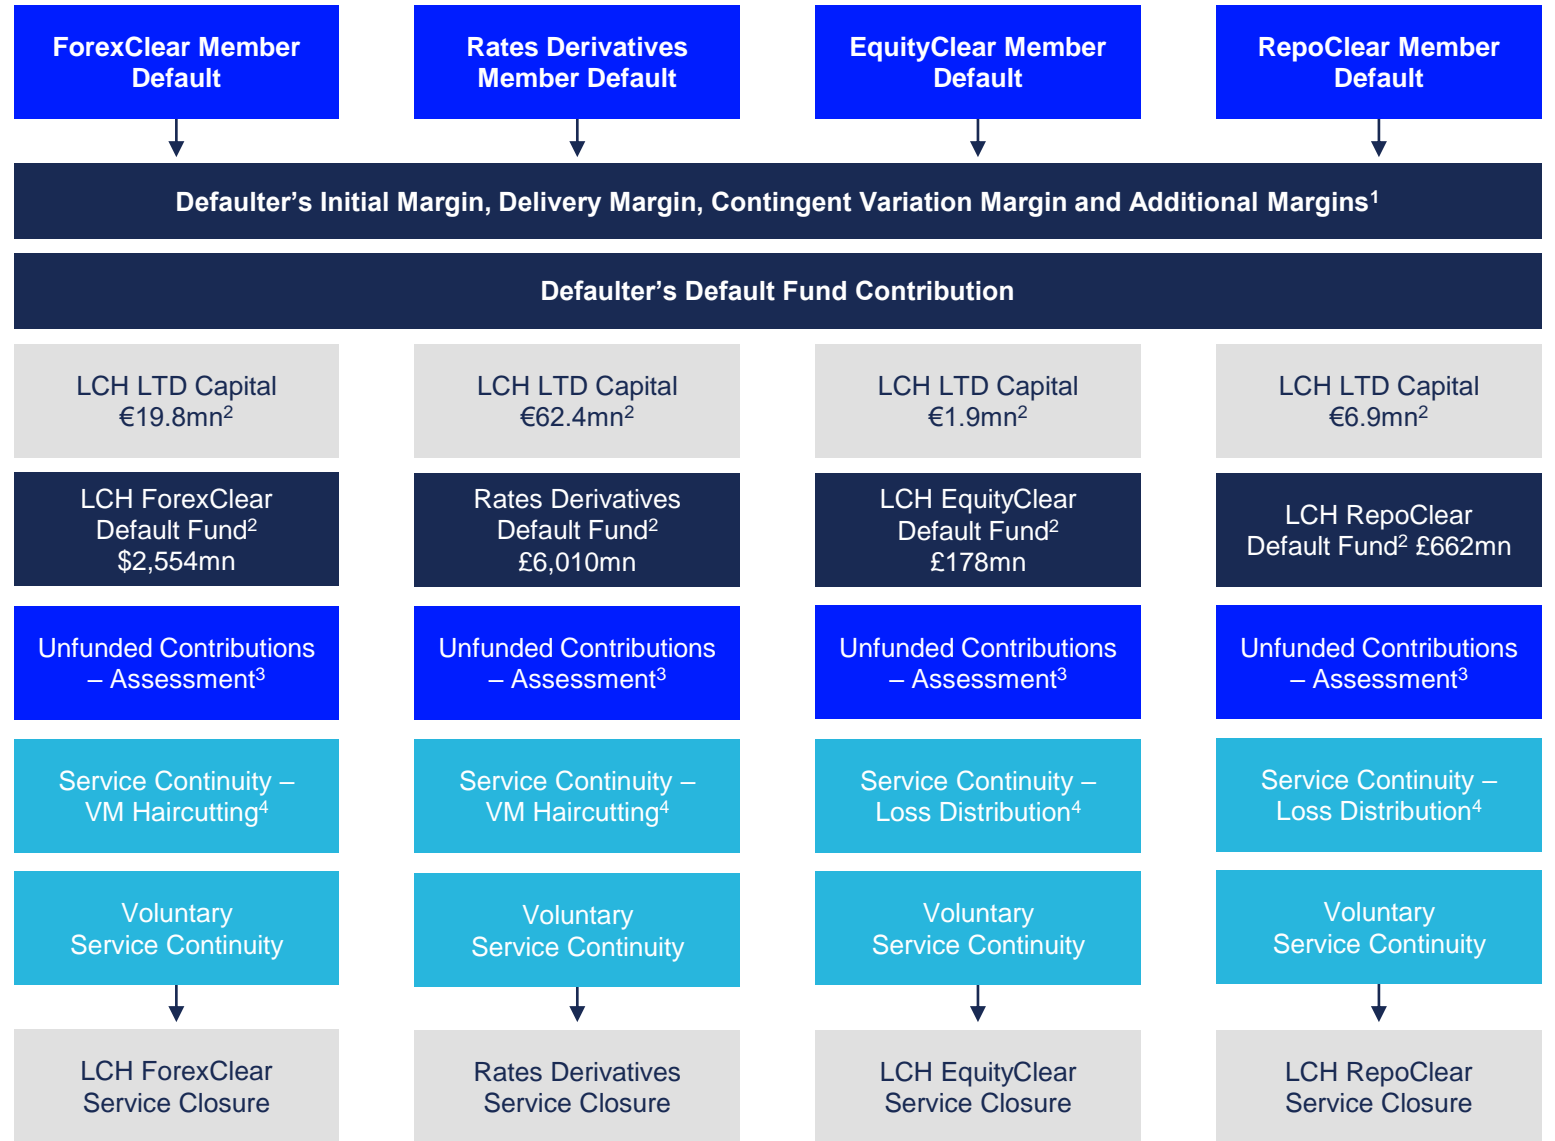 ForexClear Member
Default
Rates Derivatives
Member Default
EquityClear Member
Default
RepoClear Member
Default
Defaulter’s Initial Margin, Delivery Margin, Contingent Variation Margin and Additional Margins¹
Defaulter’s Default Fund Contribution
LCH LTD Capital
€19.8mn²
LCH LTD Capital
€62.4mn²
LCH LTD Capital
€1.9mn²
LCH LTD Capital
€6.9mn²
LCH ForexClear
Default Fund²
$2,554mn
Rates Derivatives
Default Fund²
£6,010mn
LCH EquityClear
Default Fund²
£178mn
LCH RepoClear
Default Fund² £662mn
Unfunded Contributions
– Assessment³
Unfunded Contributions
– Assessment³
Unfunded Contributions
– Assessment³
Unfunded Contributions
– Assessment³
Service Continuity –
VM Haircutting⁴
Service Continuity –
VM Haircutting⁴
Service Continuity –
Loss Distribution⁴
Service Continuity –
Loss Distribution⁴
Voluntary
Service Continuity
Voluntary
Service Continuity
Voluntary
Service Continuity
Voluntary
Service Continuity
LCH ForexClear
Service Closure
Rates Derivatives
Service Closure
LCH EquityClear
Service Closure
LCH RepoClear
Service Closure